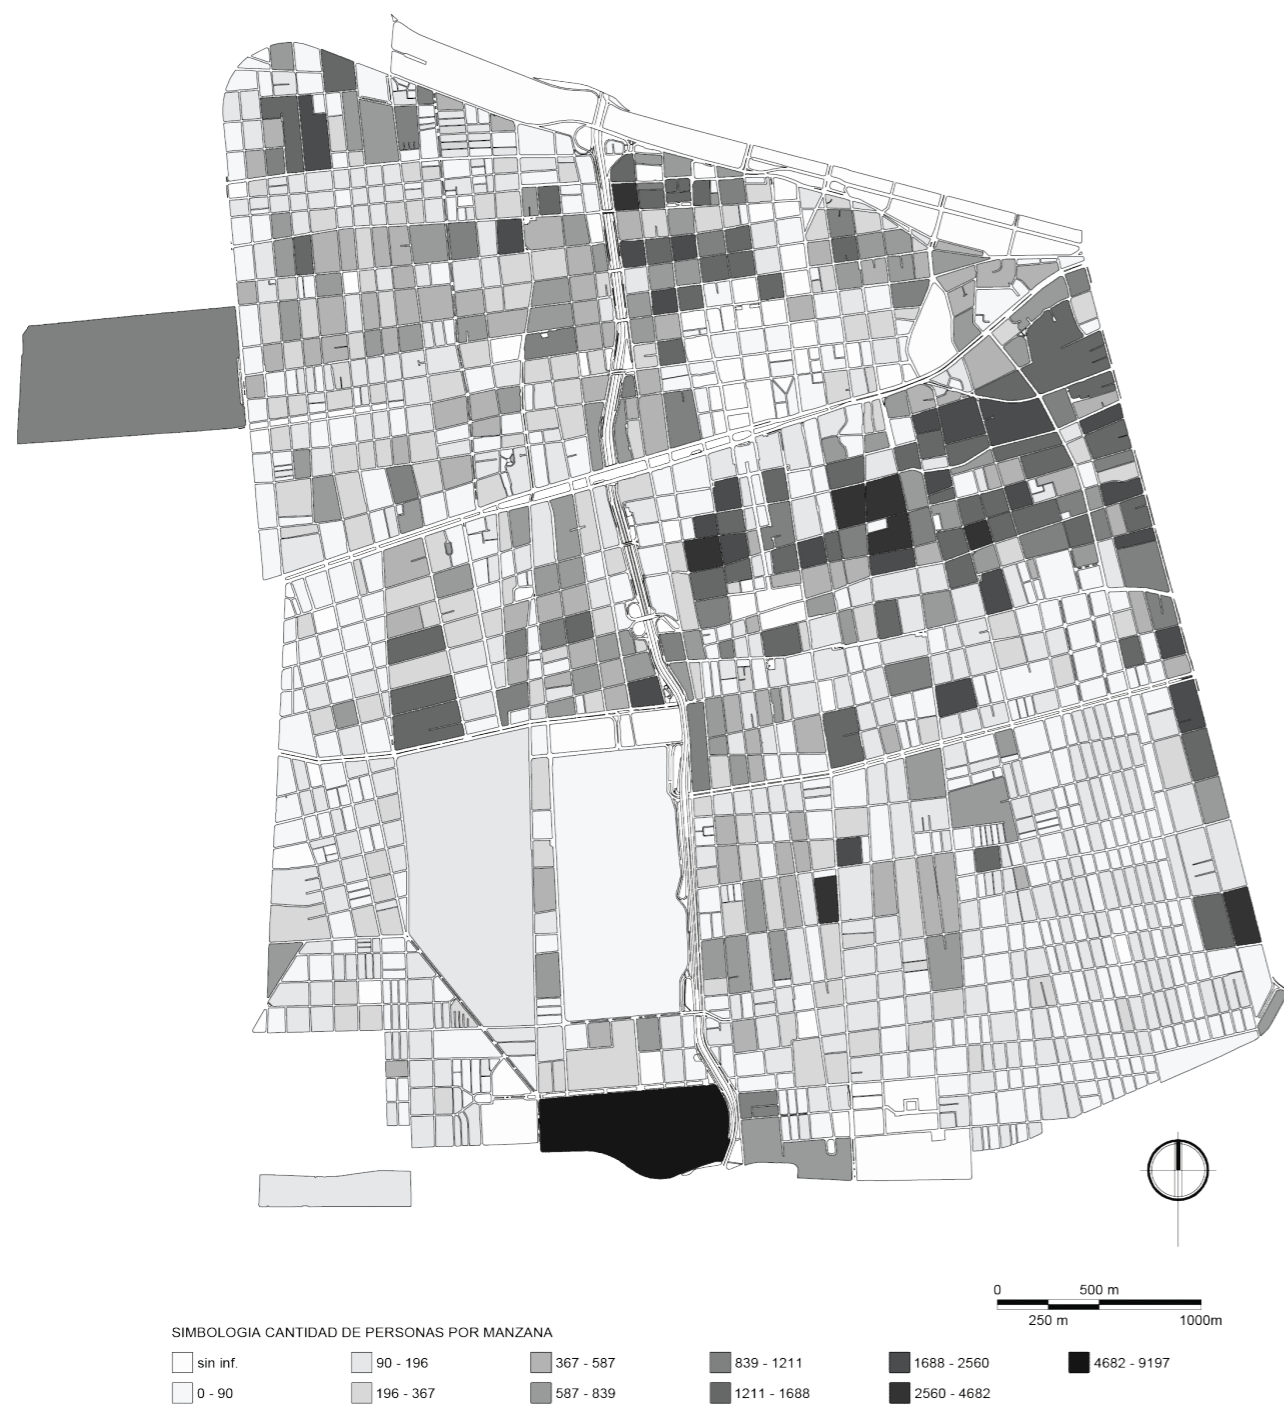 0 500 m
250 m 1000m
SIMBOLOGIA CANTIDAD DE PERSONAS POR MANZANA
sin inf. 90 - 196 367 - 587 839 - 1211 1688 - 2560 4682 - 9197
0 - 90 196 - 367 587 - 839 1211 - 1688 2560 - 4682